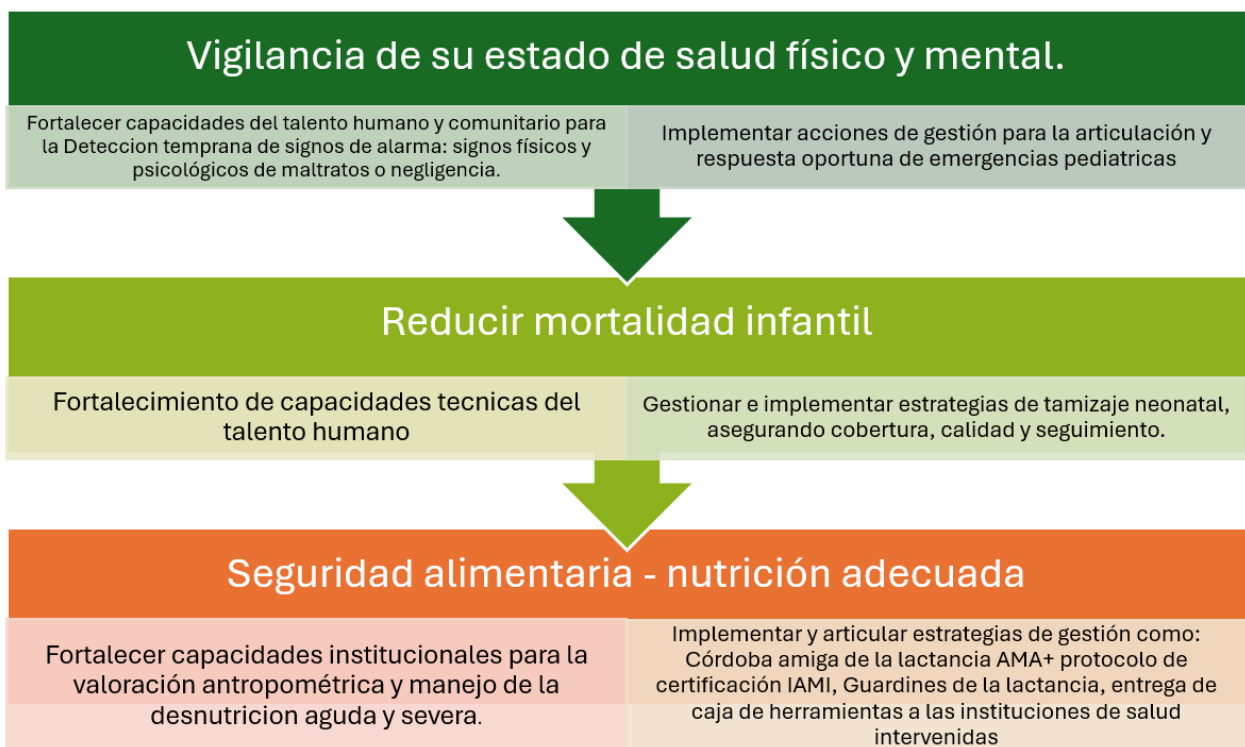 Vigilancia de su estado de salud físico y mental.
Fortalecer capacidades del talento humano y comunitario para
la Deteccion temprana de signos de alarma: signos físicos y
psicológicos de maltratos o negligencia.
Implementar acciones de gestión para la articulación y
respuesta oportuna de emergencias pediatricas
Reducir mortalidad infantil
Fortalecimiento de capacidades tecnicas del
talento humano
Gestionar e implementar estrategias de tamizaje neonatal,
asegurando cobertura, calidad y seguimiento.
Seguridad alimentaria - nutrición adecuada
Fortalecer capacidades institucionales para la
valoración antropométrica y manejo de la
desnutricion aguda y severa.
Implementar y articular estrategias de gestión como:
Córdoba amiga de la lactancia AMA+ protocolo de
certificación IAMI, Guardines de la lactancia, entrega de
caja de herramientas a las instituciones de salud
intervenidas